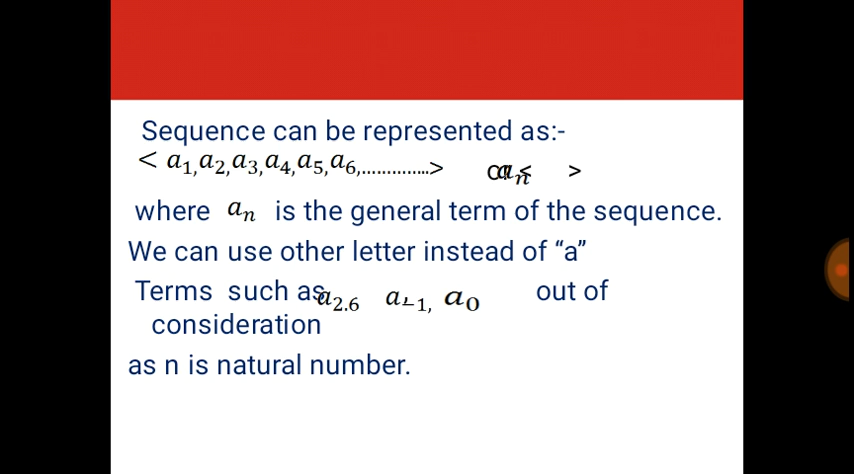 Sequence can be represented as:-
< a₁,a₂,a₃,a₄,a₅,a₆,..............> or < aₙ >
where aₙ is the general term of the sequence.
We can use other letter instead of “a”
Terms such as a₂.₆ a₋₁, a₀ out of
consideration
as n is natural number.